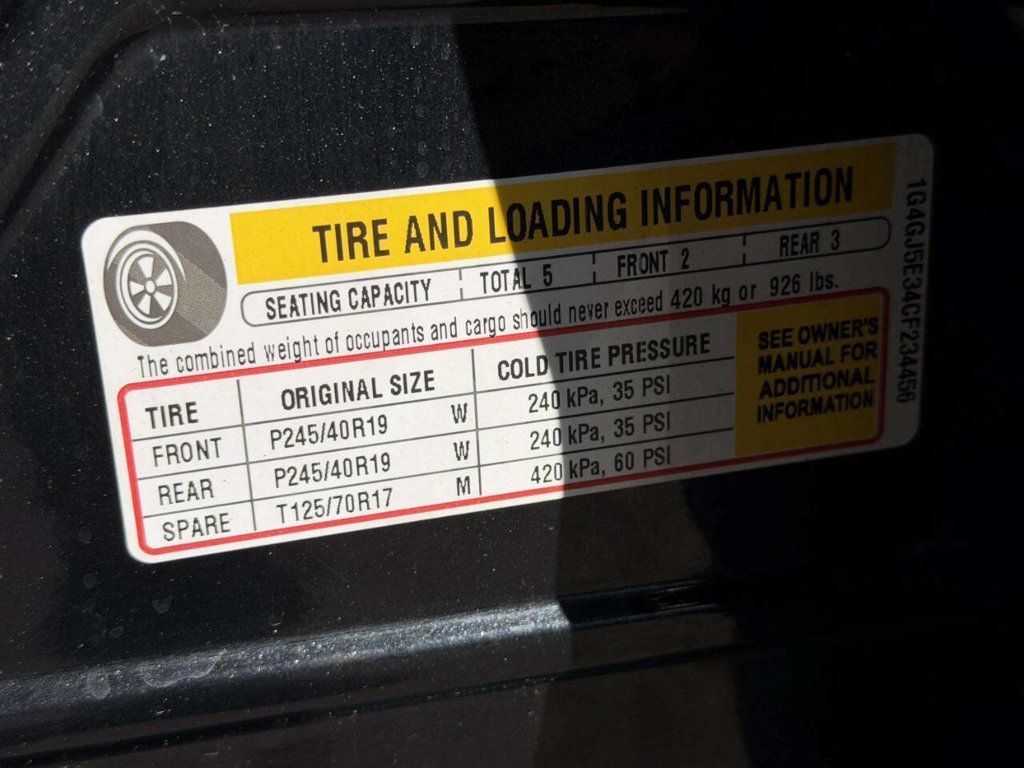 TIRE AND LOADING INFORMATION
SEATING CAPACITY TOTAL 5 FRONT 2 REAR 3
The combined weight of occupants and cargo should never exceed 420 kg or 926 lbs.
TIRE ORIGINAL SIZE COLD TIRE PRESSURE
FRONT P245/40R19 W 240 kPa, 35 PSI
REAR P245/40R19 W 240 kPa, 35 PSI
SPARE T125/70R17 M 420 kPa, 60 PSI
SEE OWNER'S
MANUAL FOR
ADDITIONAL
INFORMATION
1G4GJ5E34CF234456